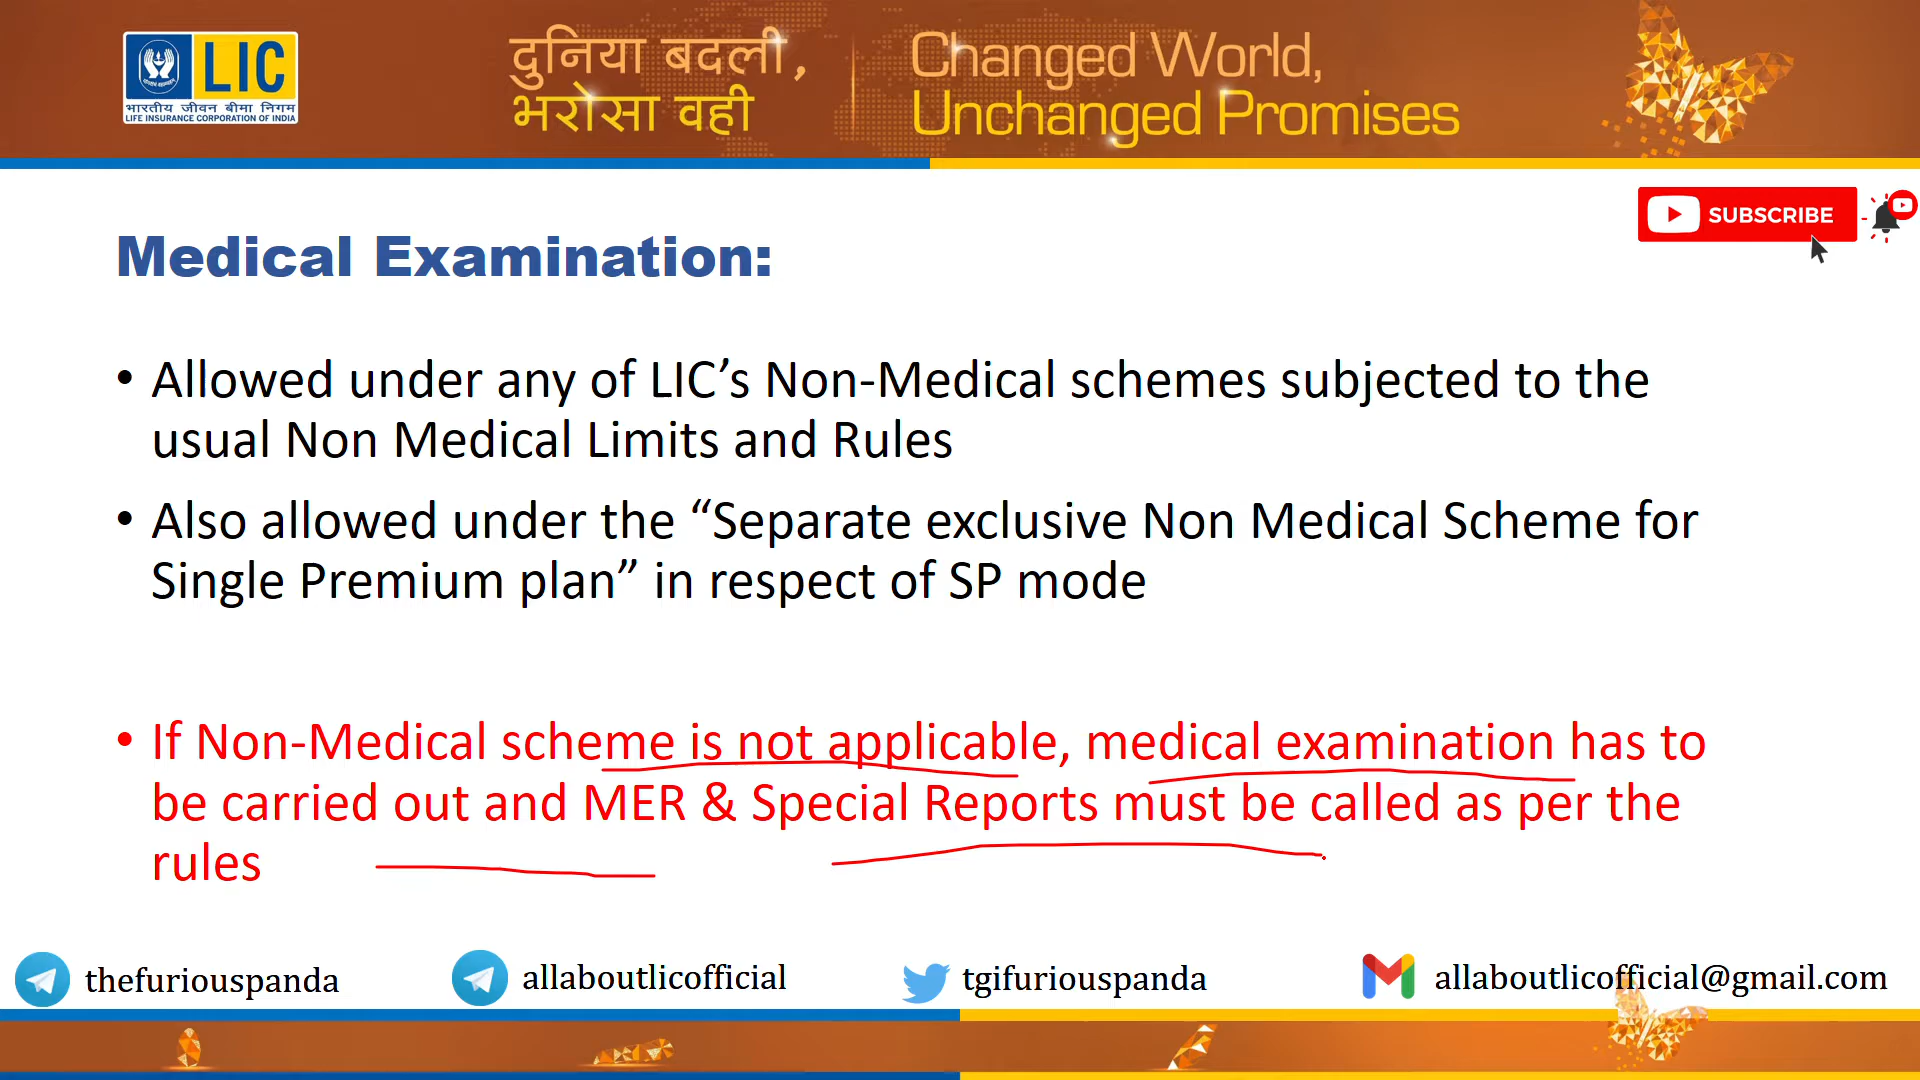 LIC
भारतीय जीवन बीमा निगम
LIFE INSURANCE CORPORATION OF INDIA
दुनिया बदली,
भरोसा वही
Changed World,
Unchanged Promises
SUBSCRIBE
Medical Examination:
• Allowed under any of LIC’s Non-Medical schemes subjected to the
usual Non Medical Limits and Rules
• Also allowed under the “Separate exclusive Non Medical Scheme for
Single Premium plan” in respect of SP mode
• If Non-Medical scheme is not applicable, medical examination has to
be carried out and MER & Special Reports must be called as per the
rules
thefuriouspanda
allaboutlicofficial
tgifuriouspanda
allaboutlicofficial@gmail.com